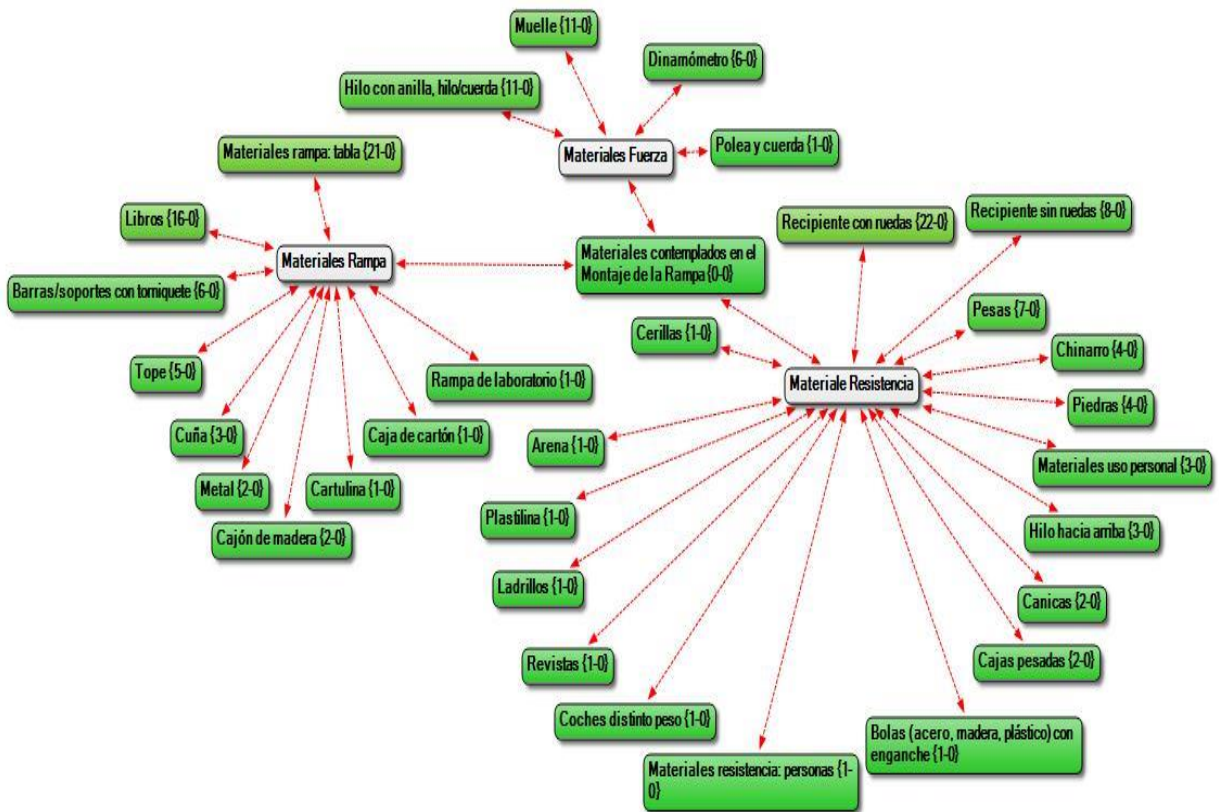 Muelle {11-0}
Dinamómetro {6-0}
Hilo con anilla, hilo/cuerda {11-0}
Materiales Fuerza
Polea y cuerda {1-0}
Materiales rampa: tabla {21-0}
Libros {16-0}
Materiales Rampa
Barras/soportes con torniquete {6-0}
Tope {5-0}
Cuña {3-0}
Metal {2-0}
Cajón de madera {2-0}
Cartulina {1-0}
Caja de cartón {1-0}
Rampa de laboratorio {1-0}
Materiales contemplados en el
Montaje de la Rampa {0-0}
Recipiente con ruedas {22-0}
Recipiente sin ruedas {8-0}
Pesas {7-0}
Cerillas {1-0}
Chinarro {4-0}
Materiale Resistencia
Piedras {4-0}
Arena {1-0}
Materiales uso personal {3-0}
Plastilina {1-0}
Hilo hacia arriba {3-0}
Ladrillos {1-0}
Canicas {2-0}
Revistas {1-0}
Cajas pesadas {2-0}
Coches distinto peso {1-0}
Bolas (acero, madera, plástico) con
enganche {1-0}
Materiales resistencia: personas {1-
0}